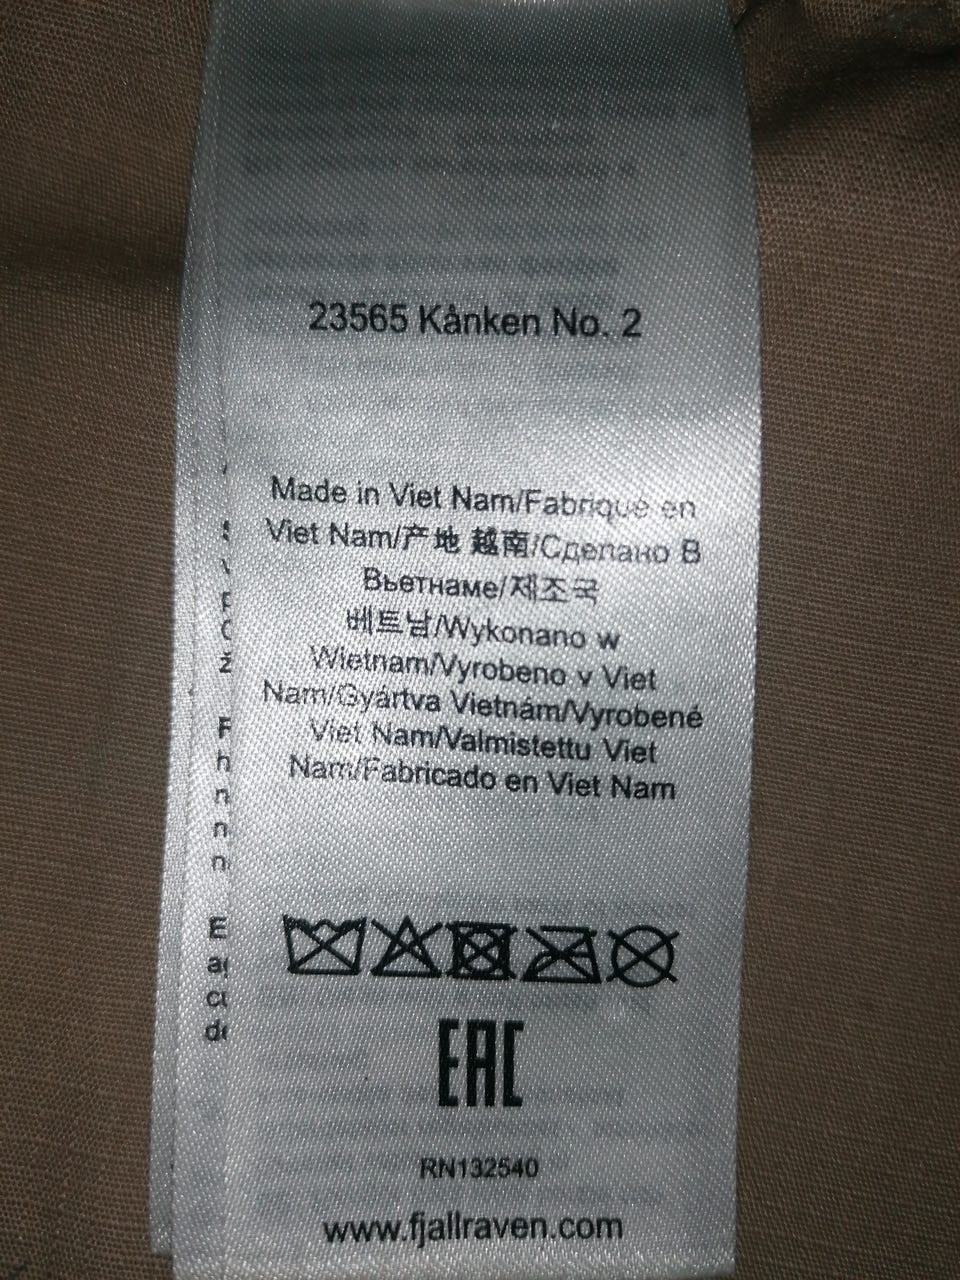 23565 Kånken No. 2
Made in Viet Nam/Fabriqué en
Viet Nam/产地 越南/Сделано В
Вьетнаме/제조국
베트남/Wykonano w
Wietnam/Vyrobeno v Viet
Nam/Gyártva Vietnám/Vyrobené
Viet Nam/Valmistettu Viet
Nam/Fabricado en Viet Nam
EAC
RN132540
www.fjallraven.com